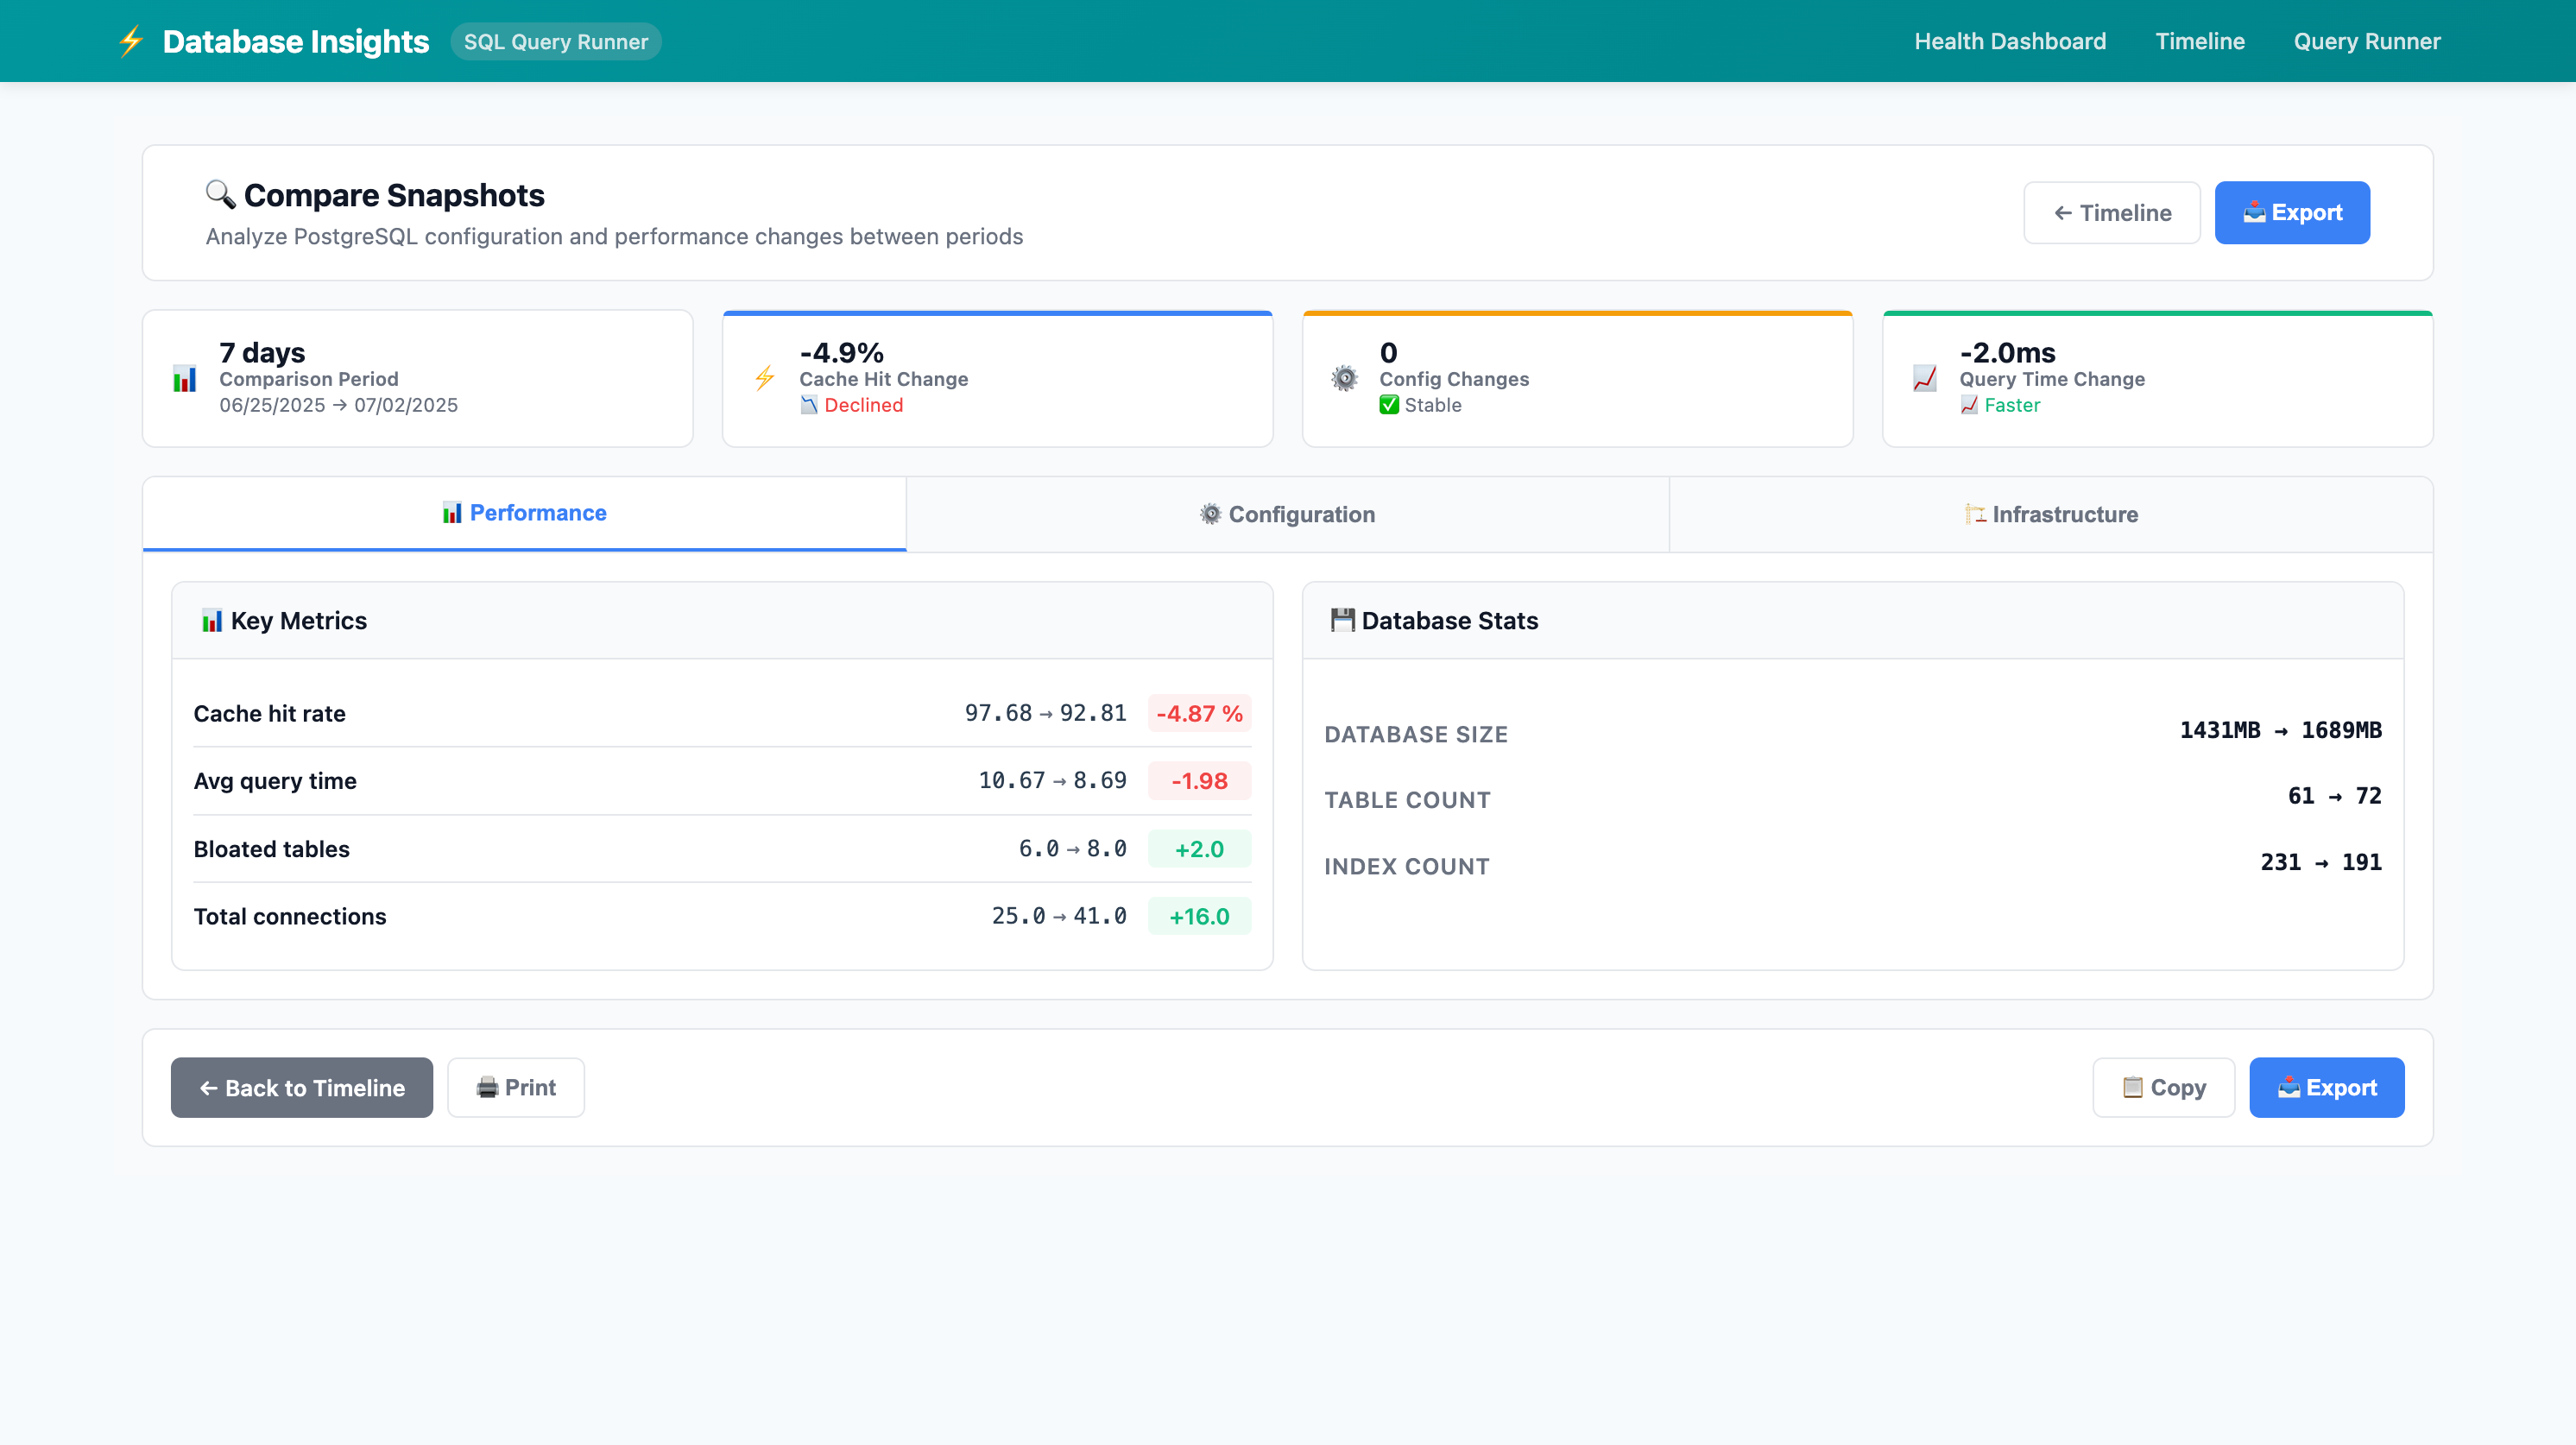 ⚡ Database Insights SQL Query Runner Health Dashboard Timeline Query Runner
🔍 Compare Snapshots
Analyze PostgreSQL configuration and performance changes between periods
← Timeline 📤 Export
7 days
Comparison Period
06/25/2025 → 07/02/2025
-4.9%
Cache Hit Change
📉 Declined
0
Config Changes
✅ Stable
-2.0ms
Query Time Change
📈 Faster
📊 Performance ⚙️ Configuration 🏗️ Infrastructure
📊 Key Metrics
Cache hit rate 97.68 → 92.81 -4.87 %
Avg query time 10.67 → 8.69 -1.98
Bloated tables 6.0 → 8.0 +2.0
Total connections 25.0 → 41.0 +16.0
💾 Database Stats
DATABASE SIZE 1431MB → 1689MB
TABLE COUNT 61 → 72
INDEX COUNT 231 → 191
← Back to Timeline 🖨️ Print 📋 Copy 📤 Export